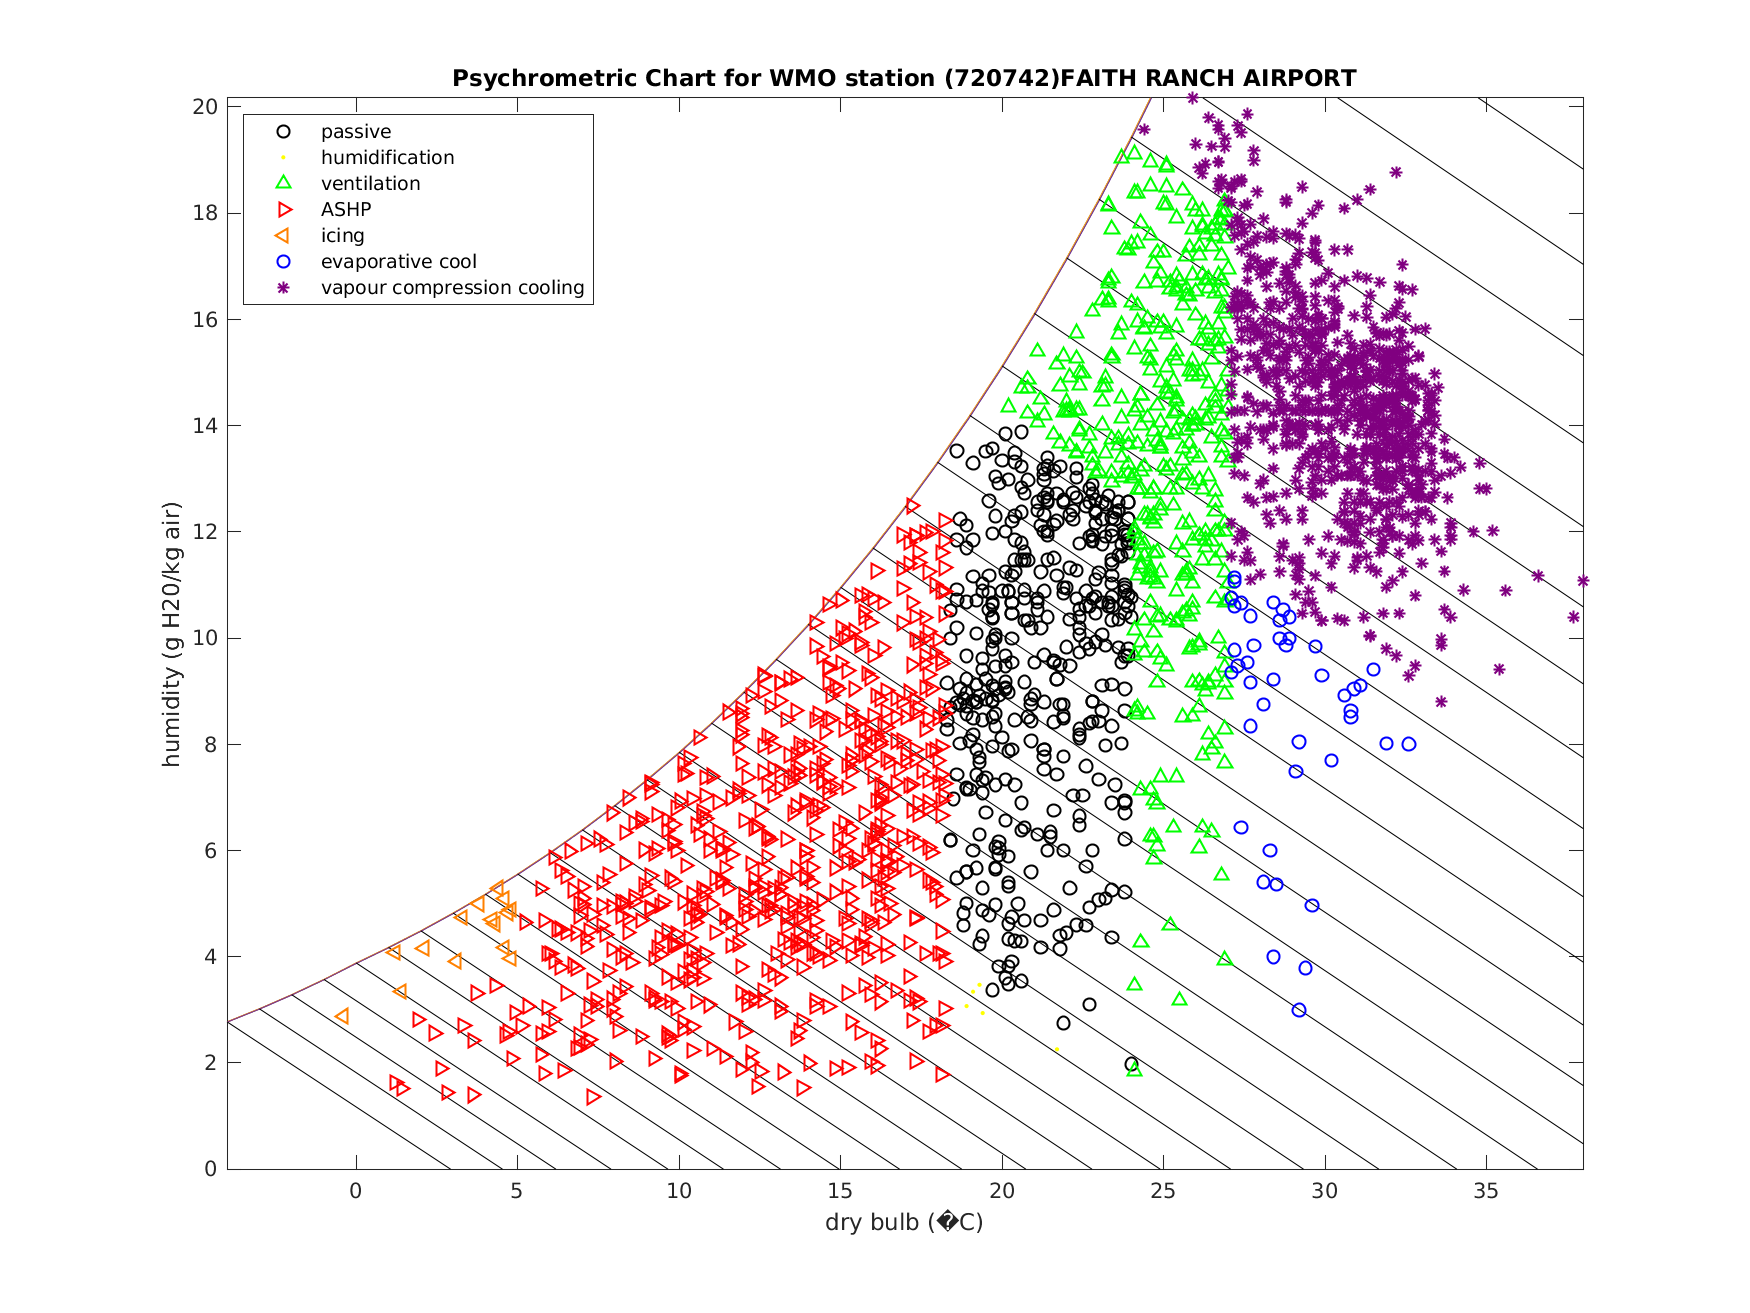 Psychrometric Chart for WMO station (720742)FAITH RANCH AIRPORT
passive
humidification
ventilation
ASHP
icing
evaporative cool
vapour compression cooling
humidity (g H20/kg air)
20
18
16
14
12
10
8
6
4
2
0
0 5 10 15 20 25 30 35
dry bulb (�C)